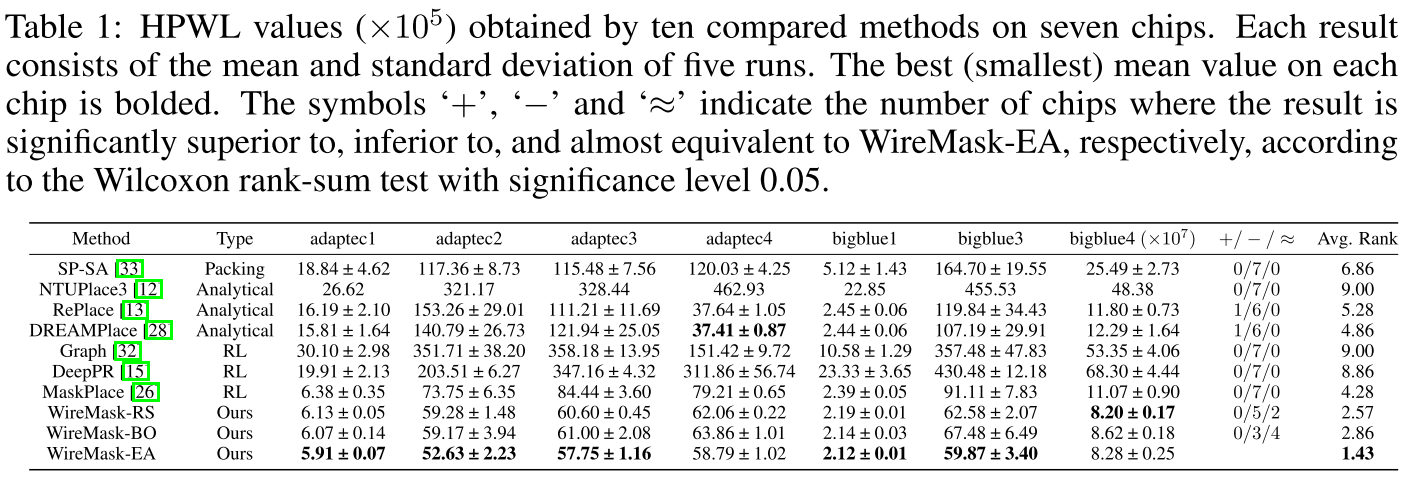 Table 1: HPWL values (×10⁵) obtained by ten compared methods on seven chips. Each result
consists of the mean and standard deviation of five runs. The best (smallest) mean value on each
chip is bolded. The symbols ‘+’, ‘−’ and ‘≈’ indicate the number of chips where the result is
significantly superior to, inferior to, and almost equivalent to WireMask-EA, respectively, according
to the Wilcoxon rank-sum test with significance level 0.05.
Method Type adaptec1 adaptec2 adaptec3 adaptec4 bigblue1 bigblue3 bigblue4 (×10⁷) +/ − / ≈ Avg. Rank
SP-SA [33] Packing 18.84 ± 4.62 117.36 ± 8.73 115.48 ± 7.56 120.03 ± 4.25 5.12 ± 1.43 164.70 ± 19.55 25.49 ± 2.73 0/7/0 6.86
NTUPlace3 [12] Analytical 26.62 321.17 328.44 462.93 22.85 455.53 48.38 0/7/0 9.00
RePlace [13] Analytical 16.19 ± 2.10 153.26 ± 29.01 111.21 ± 11.69 37.64 ± 1.05 2.45 ± 0.06 119.84 ± 34.43 11.80 ± 0.73 1/6/0 5.28
DREAMPlace [28] Analytical 15.81 ± 1.64 140.79 ± 26.73 121.94 ± 25.05 37.41 ± 0.87 2.44 ± 0.06 107.19 ± 29.91 12.29 ± 1.64 1/6/0 4.86
Graph [32] RL 30.10 ± 2.98 351.71 ± 38.20 358.18 ± 13.95 151.42 ± 9.72 10.58 ± 1.29 357.48 ± 47.83 53.35 ± 4.06 0/7/0 9.00
DeepPR [15] RL 19.91 ± 2.13 203.51 ± 6.27 347.16 ± 4.32 311.86 ± 56.74 23.33 ± 3.65 430.48 ± 12.18 68.30 ± 4.44 0/7/0 8.86
MaskPlace [26] RL 6.38 ± 0.35 73.75 ± 6.35 84.44 ± 3.60 79.21 ± 0.65 2.39 ± 0.05 91.11 ± 7.83 11.07 ± 0.90 0/7/0 4.28
WireMask-RS Ours 6.13 ± 0.05 59.28 ± 1.48 60.60 ± 0.45 62.06 ± 0.22 2.19 ± 0.01 62.58 ± 2.07 8.20 ± 0.17 0/5/2 2.57
WireMask-BO Ours 6.07 ± 0.14 59.17 ± 3.94 61.00 ± 2.08 63.86 ± 1.01 2.14 ± 0.03 67.48 ± 6.49 8.62 ± 0.18 0/3/4 2.86
WireMask-EA Ours 5.91 ± 0.07 52.63 ± 2.23 57.75 ± 1.16 58.79 ± 1.02 2.12 ± 0.01 59.87 ± 3.40 8.28 ± 0.25 1.43